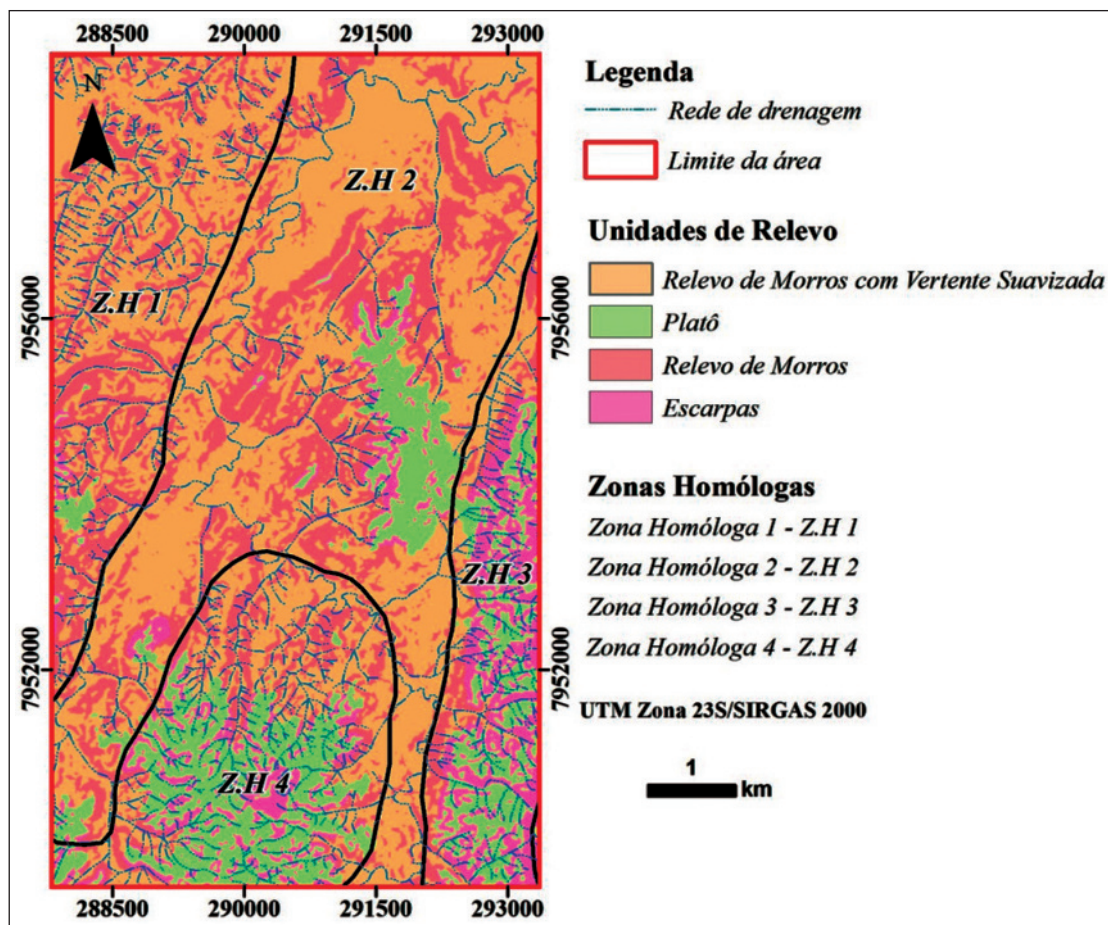 288500 290000 291500 293000
N
Z.H 2
Z.H 1
7956000
7956000
Z.H 3
7952000
7952000
Z.H 4
288500 290000 291500 293000
Legenda
Rede de drenagem
Limite da área
Unidades de Relevo
Relevo de Morros com Vertente Suavizada
Platô
Relevo de Morros
Escarpas
Zonas Homólogas
Zona Homóloga 1 - Z.H 1
Zona Homóloga 2 - Z.H 2
Zona Homóloga 3 - Z.H 3
Zona Homóloga 4 - Z.H 4
UTM Zona 23S/SIRGAS 2000
1
km